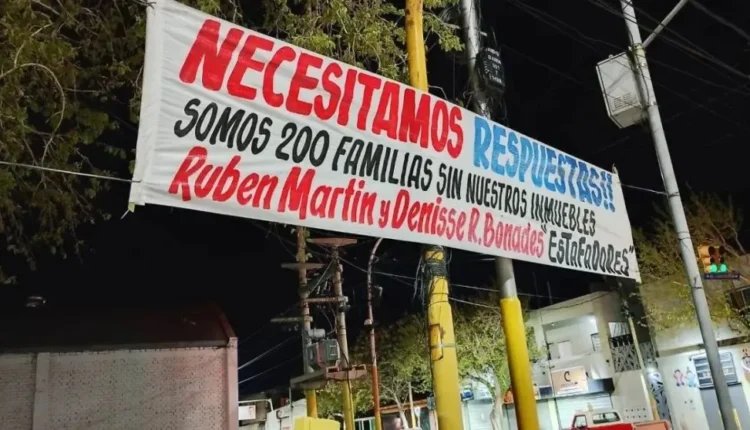 NECESITAMOS RESPUESTAS!!
SOMOS 200 FAMILIAS SIN NUESTROS INMUEBLES
Ruben Martin y Denisse R. Bonades "ESTAFADORES"